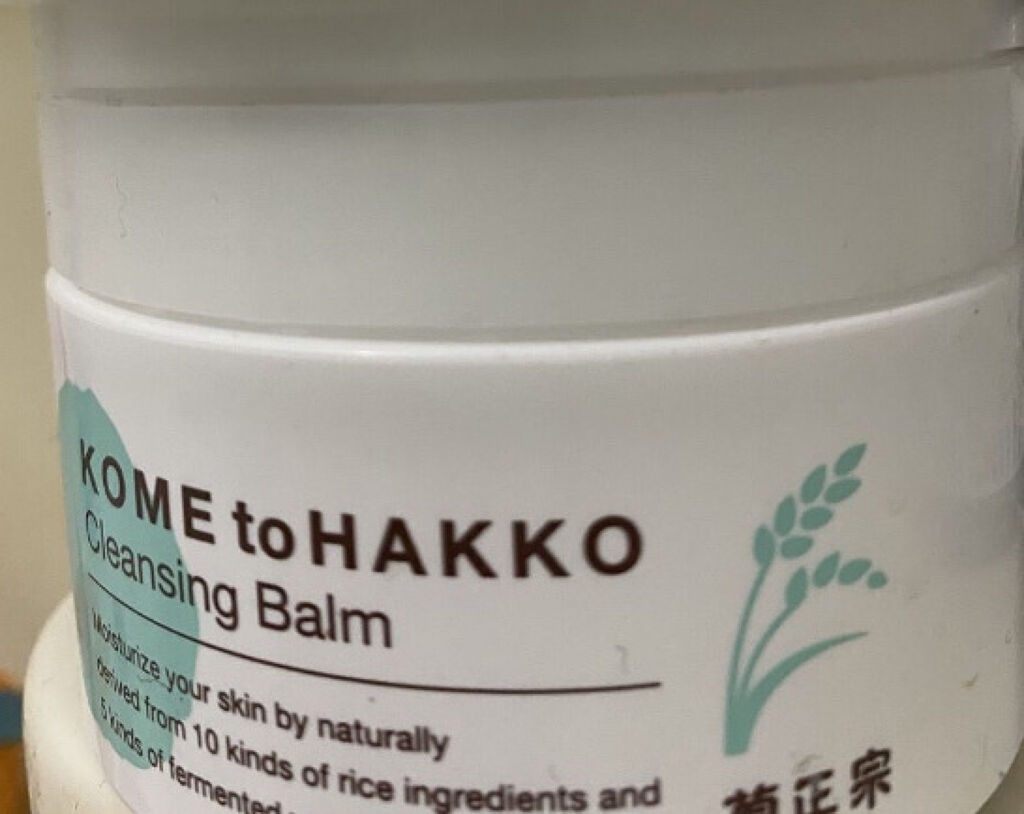 KOME to HAKKO
Cleansing Balm
Moisturize your skin by naturally
derived from 10 kinds of rice ingredients and
5 kinds of fermented
菊正宗